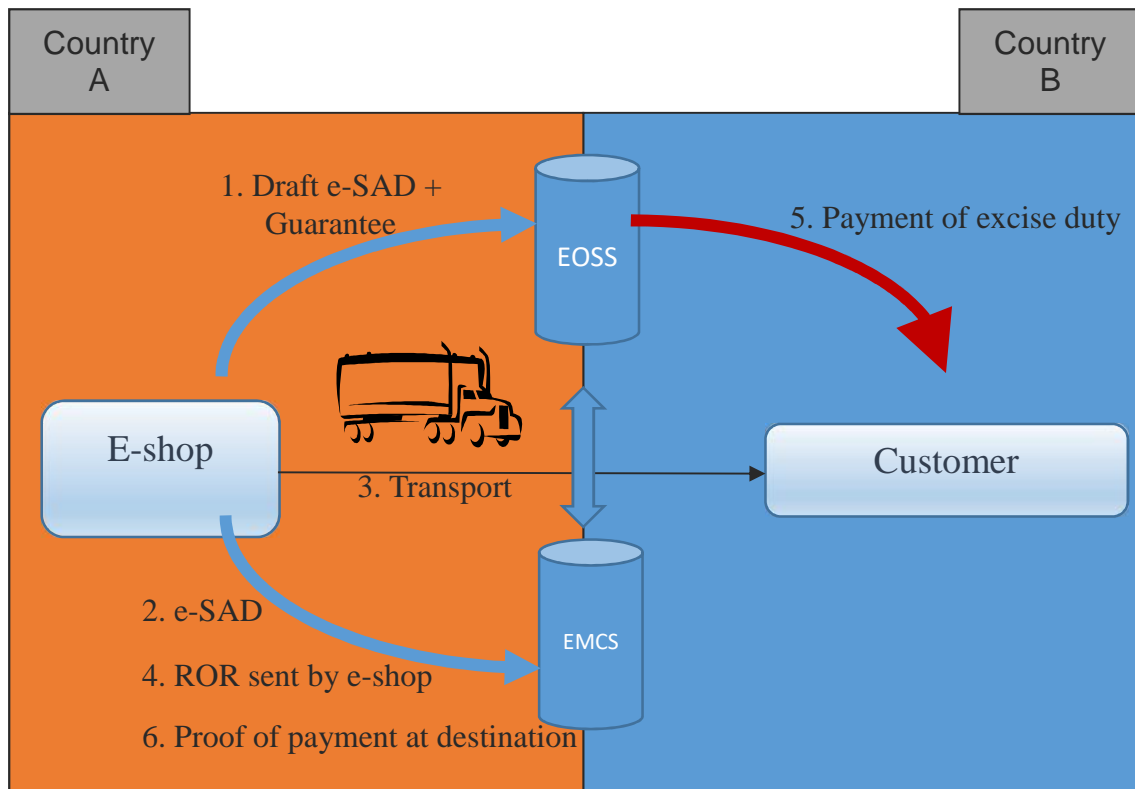 Country
A
Country
B
1. Draft e-SAD +
Guarantee
5. Payment of excise duty
EOSS
E-shop
Customer
3. Transport
2. e-SAD
EMCS
4. ROR sent by e-shop
6. Proof of payment at destination